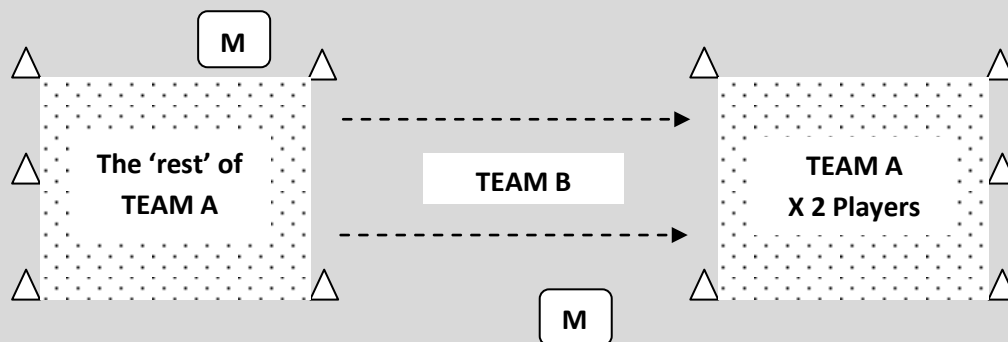 M
The ‘rest’ of
TEAM A
TEAM B
TEAM A
X 2 Players
M